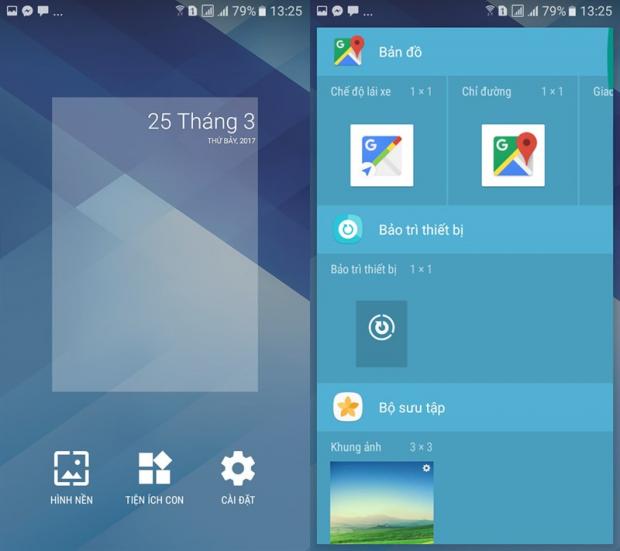 ... 79% 13:25
25 Tháng 3
THỨ BẢY, 2017
HÌNH NỀN
TIỆN ÍCH CON
CÀI ĐẶT
... 79% 13:25
Bản đồ
Chế độ lái xe 1 × 1
Chỉ đường 1 × 1
Giao
Bảo trì thiết bị
Bảo trì thiết bị 1 × 1
Bộ sưu tập
Khung ảnh 3 × 3